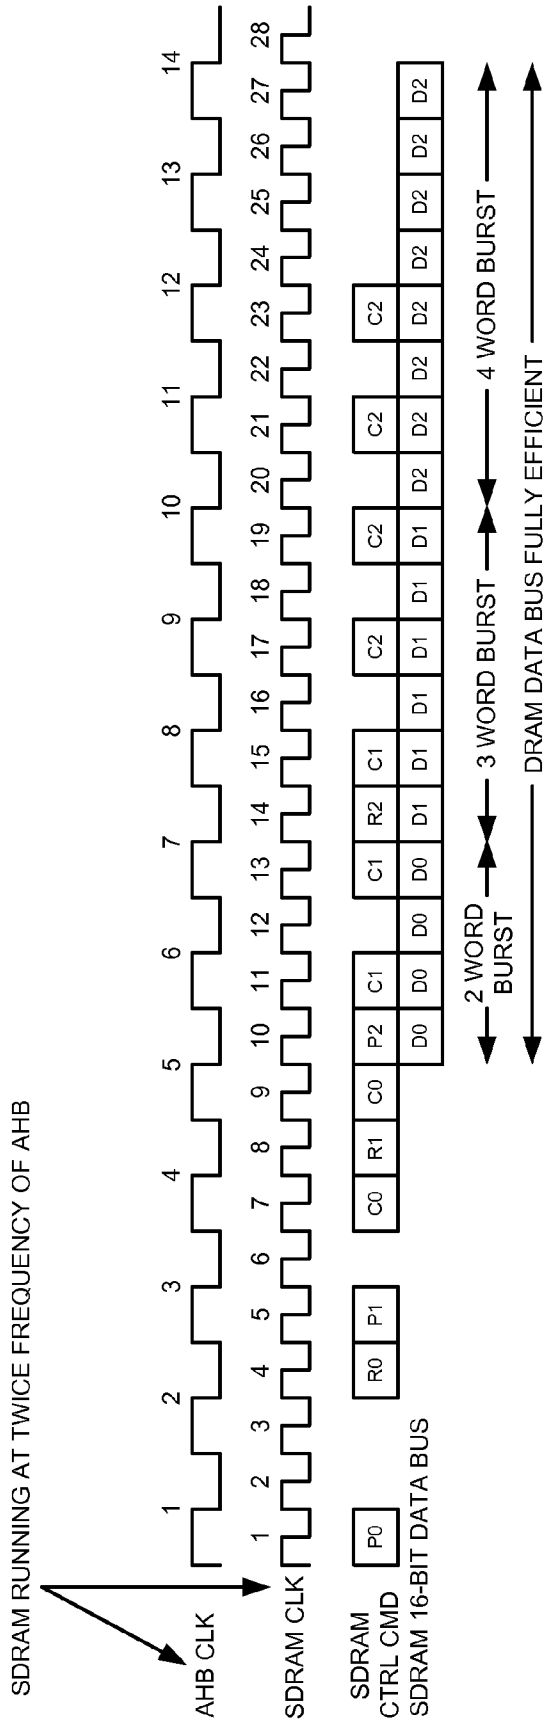 SDRAM RUNNING AT TWICE FREQUENCY OF AHB
AHB CLK
1 2 3 4 5 6 7 8 9 10 11 12 13 14
SDRAM CLK
1 2 3 4 5 6 7 8 9 10 11 12 13 14 15 16 17 18 19 20 21 22 23 24 25 26 27 28
SDRAM
CTRL CMD
P0 R0 P1 C0 R1 C0 P2 C1 C1 R2 C1 C2 C2 C2 C2
SDRAM 16-BIT DATA BUS
D0 D0 D0 D0 D1 D1 D1 D1 D1 D1 D2 D2 D2 D2 D2 D2 D2 D2
2 WORD
BURST
3 WORD BURST
4 WORD BURST
DRAM DATA BUS FULLY EFFICIENT